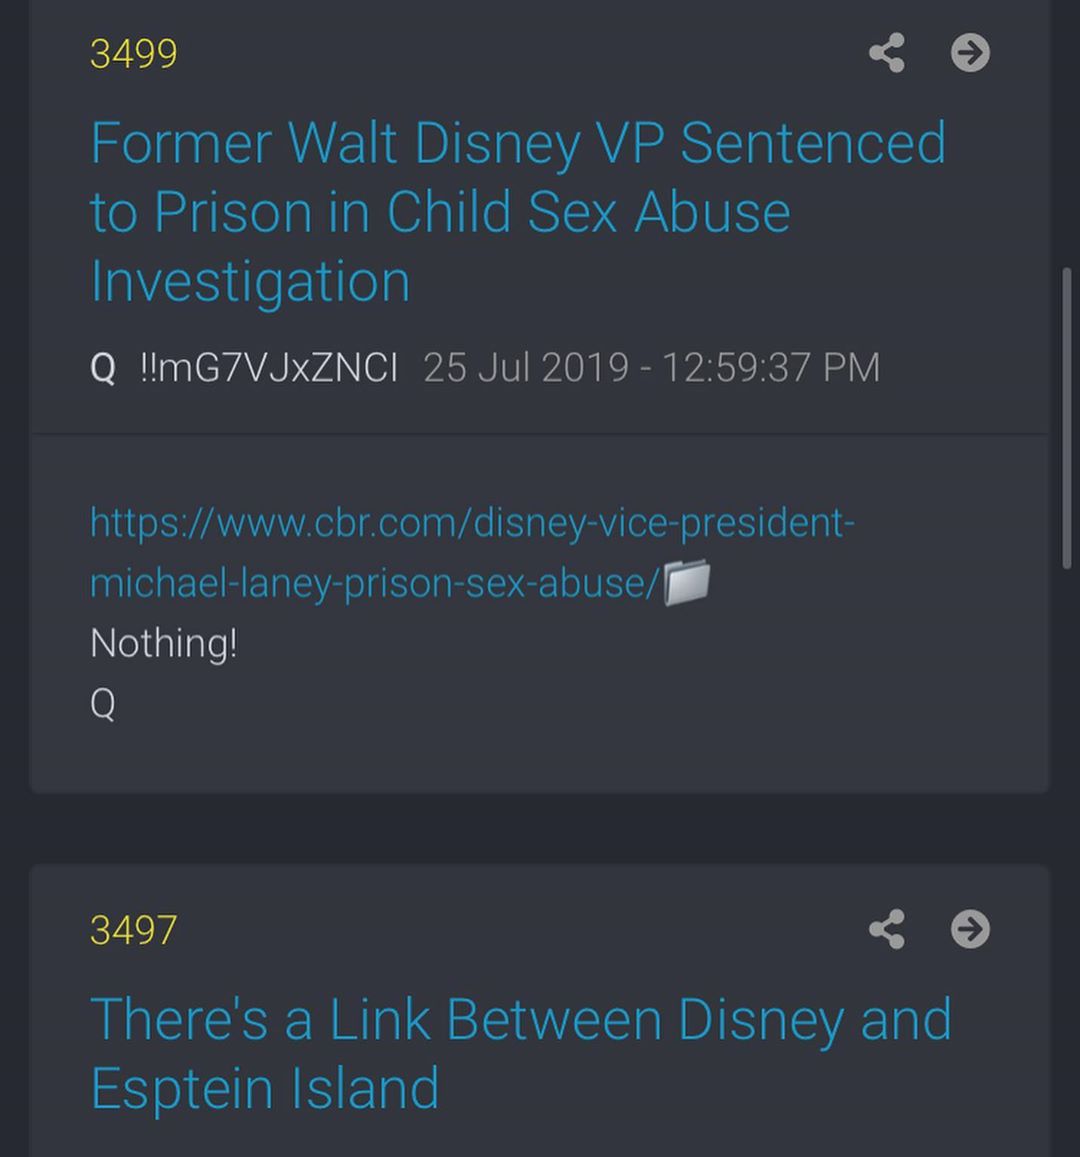 3499
Former Walt Disney VP Sentenced
to Prison in Child Sex Abuse
Investigation
Q !!mG7VJxZNCI 25 Jul 2019 - 12:59:37 PM
https://www.cbr.com/disney-vice-president-
michael-laney-prison-sex-abuse/
Nothing!
Q
3497
There's a Link Between Disney and
Esptein Island